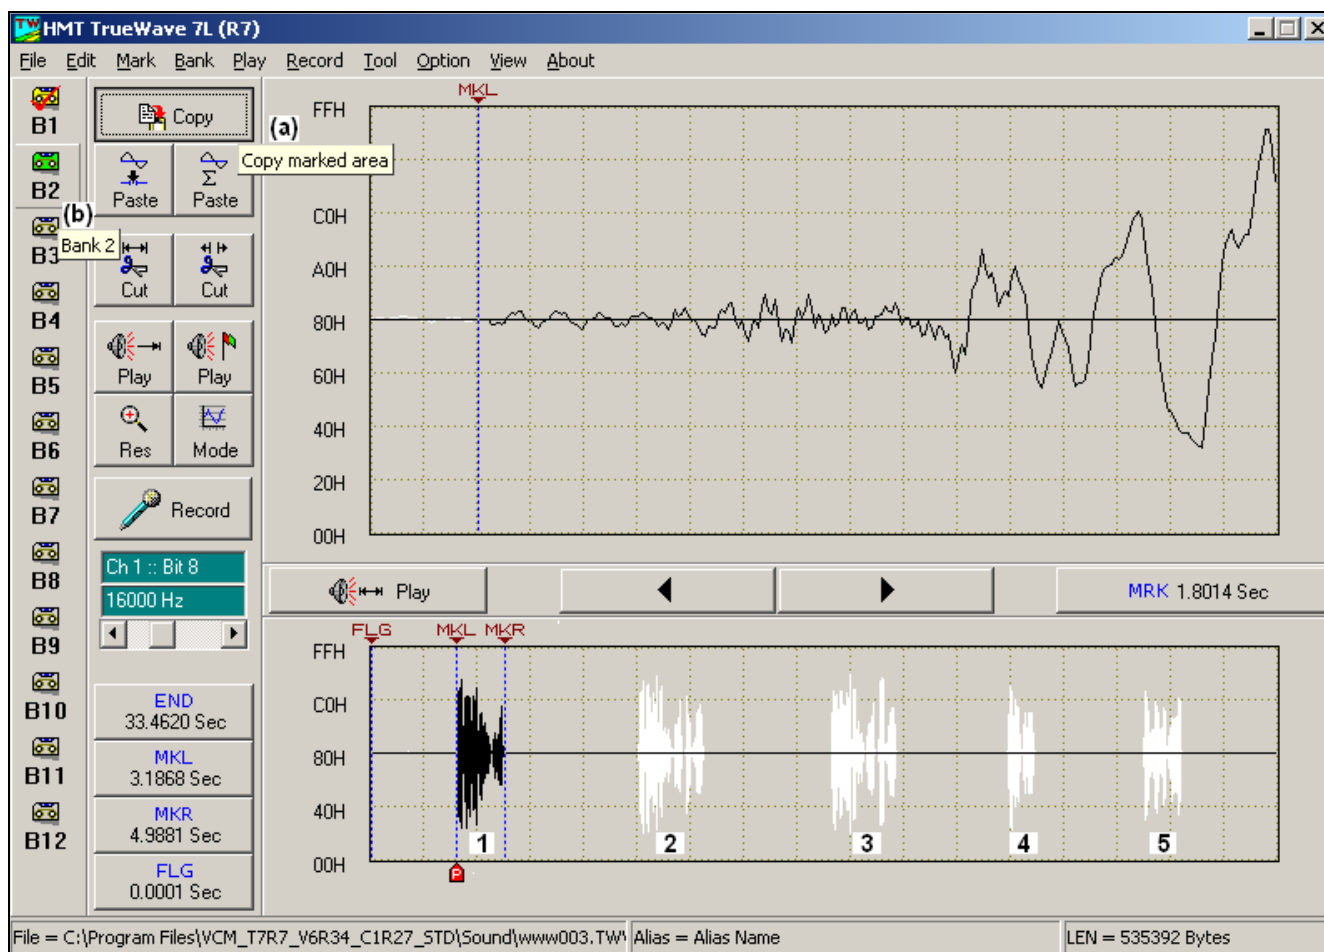 HMT TrueWave 7L (R7)
File Edit Mark Bank Play Record Tool Option View About
B1
B2
B3
B4
B5
B6
B7
B8
B9
B10
B11
B12
(b)
Bank 2
Copy
(a)
Copy marked area
Paste Paste
Cut Cut
Play Play
Res Mode
Record
Ch 1 :: Bit 8
16000 Hz
END
33.4620 Sec
MKL
3.1868 Sec
MKR
4.9881 Sec
FLG
0.0001 Sec
MKL
FFH
C0H
A0H
80H
60H
40H
20H
00H
Play
MRK 1.8014 Sec
FLG MKL MKR
FFH
C0H
80H
40H
00H
1 2 3 4 5
P
File = C:\Program Files\VCM_T7R7_V6R34_C1R27_STD\Sound\www003.TW
Alias = Alias Name
LEN = 535392 Bytes